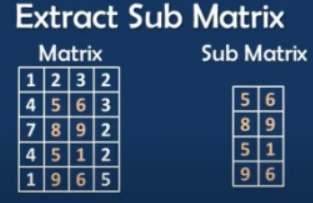 Extract Sub Matrix
Matrix
Sub Matrix
1 2 3 2
4 5 6 3
7 8 9 2
4 5 1 2
1 9 6 5
5 6
8 9
5 1
9 6